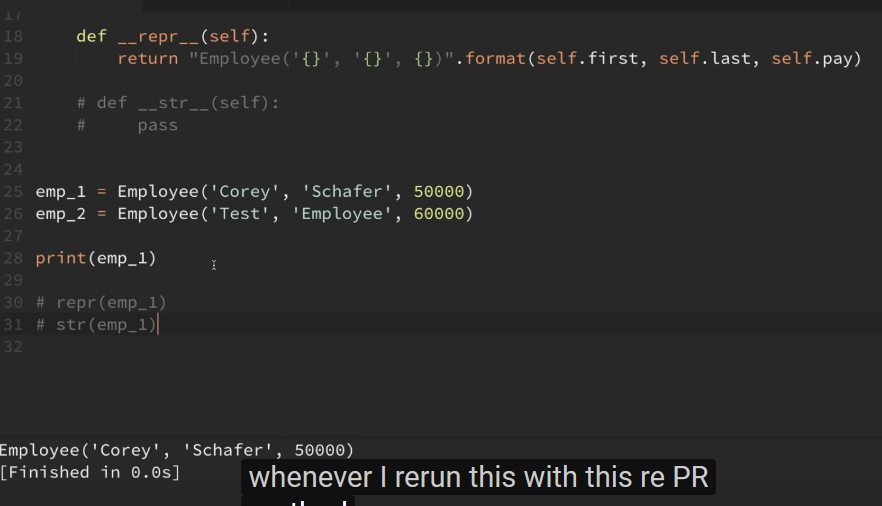 17
18 def __repr__(self):
19 return "Employee('{}', '{}', {})".format(self.first, self.last, self.pay)
20
21 # def __str__(self):
22 #     pass
23
24
25 emp_1 = Employee('Corey', 'Schafer', 50000)
26 emp_2 = Employee('Test', 'Employee', 60000)
27
28 print(emp_1)
29
30 # repr(emp_1)
31 # str(emp_1)
32
Employee('Corey', 'Schafer', 50000)
[Finished in 0.0s]
whenever I rerun this with this re PR